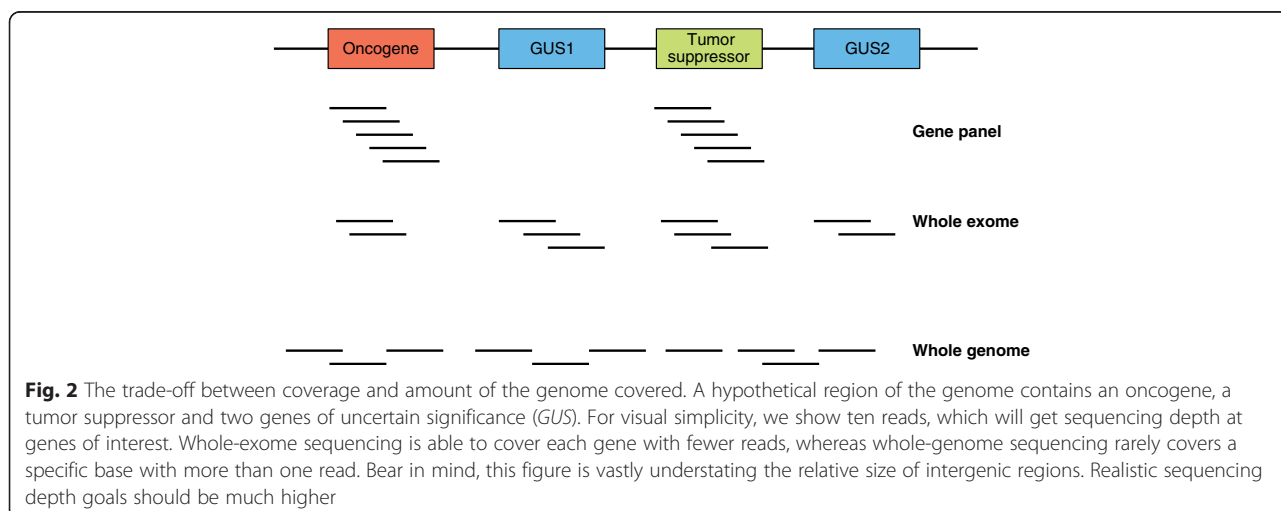 Oncogene
GUS1
Tumor
suppressor
GUS2
Gene panel
Whole exome
Whole genome
Fig. 2 The trade-off between coverage and amount of the genome covered. A hypothetical region of the genome contains an oncogene, a
tumor suppressor and two genes of uncertain significance (GUS). For visual simplicity, we show ten reads, which will get sequencing depth at
genes of interest. Whole-exome sequencing is able to cover each gene with fewer reads, whereas whole-genome sequencing rarely covers a
specific base with more than one read. Bear in mind, this figure is vastly understating the relative size of intergenic regions. Realistic sequencing
depth goals should be much higher